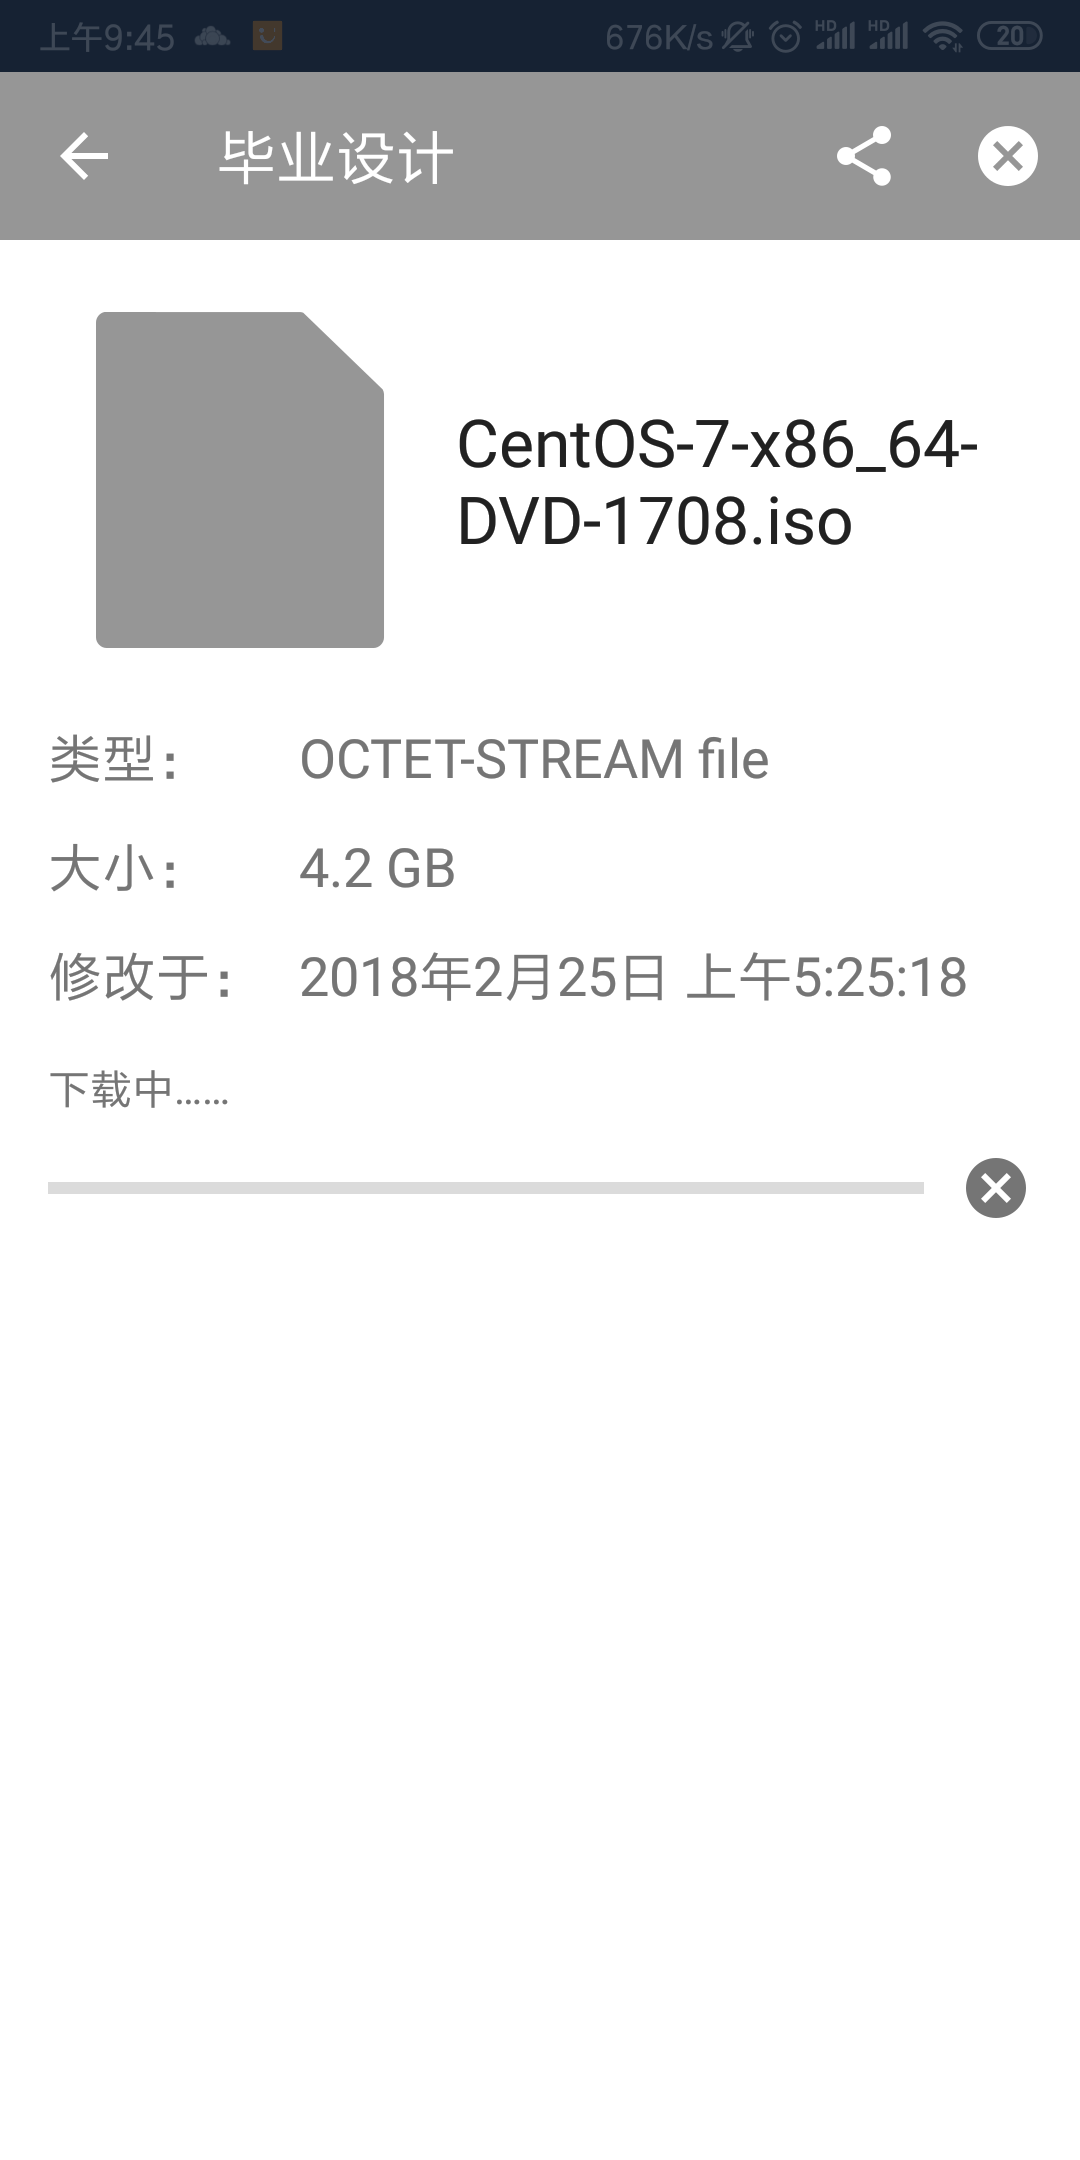 上午9:45 676K/s HD HD 20
毕业设计
CentOS-7-x86_64-
DVD-1708.iso
类型： OCTET-STREAM file
大小： 4.2 GB
修改于： 2018年2月25日 上午5:25:18
下载中……